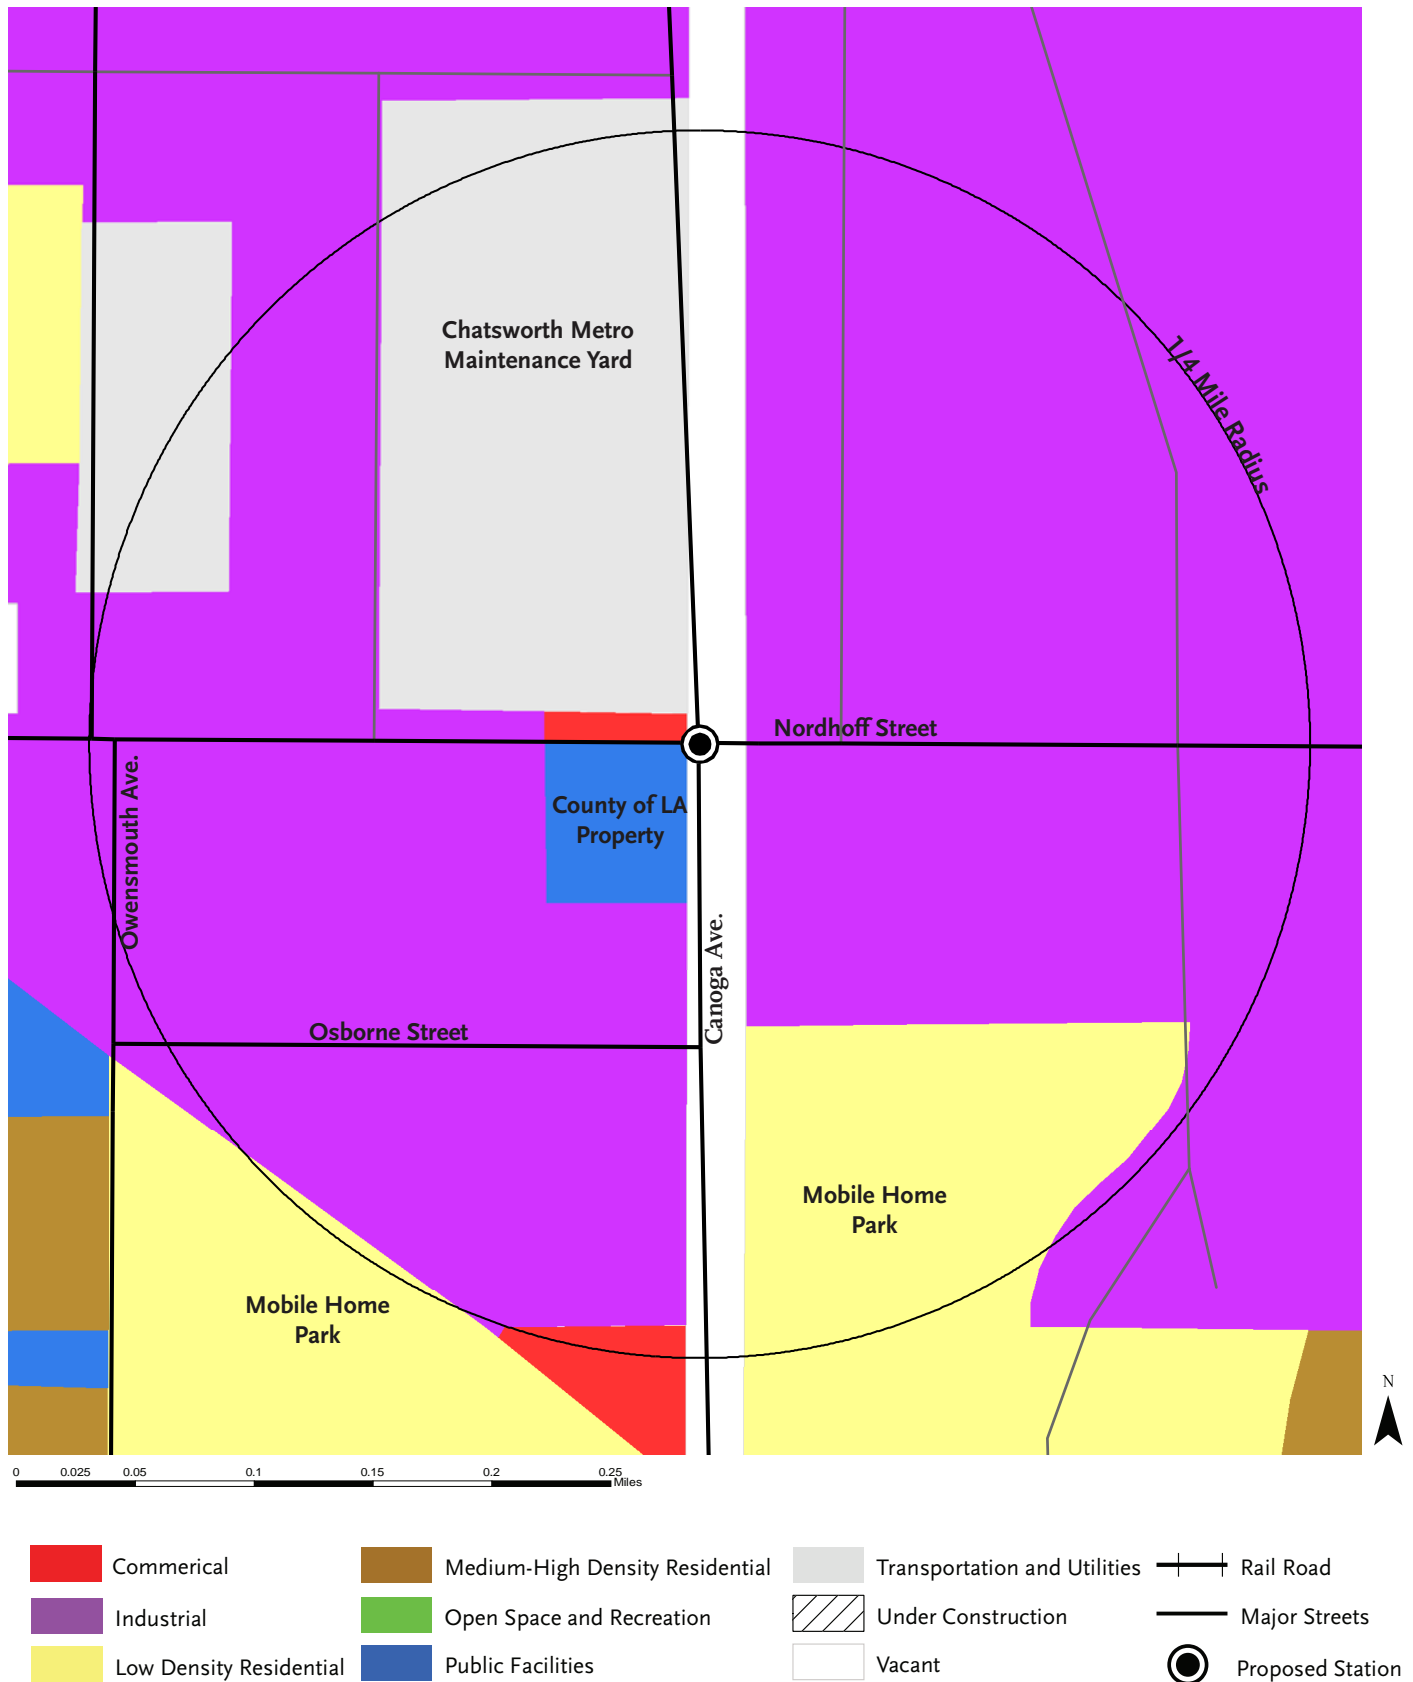 Chatsworth Metro
Maintenance Yard
1/4 Mile Radius
Nordhoff Street
County of LA
Property
Owensmouth Ave.
Canoga Ave.
Osborne Street
Mobile Home
Park
Mobile Home
Park
N
0 0.025 0.05 0.1 0.15 0.2 0.25
Miles
Commerical
Medium-High Density Residential
Transportation and Utilities
Rail Road
Industrial
Open Space and Recreation
Under Construction
Major Streets
Low Density Residential
Public Facilities
Vacant
Proposed Station